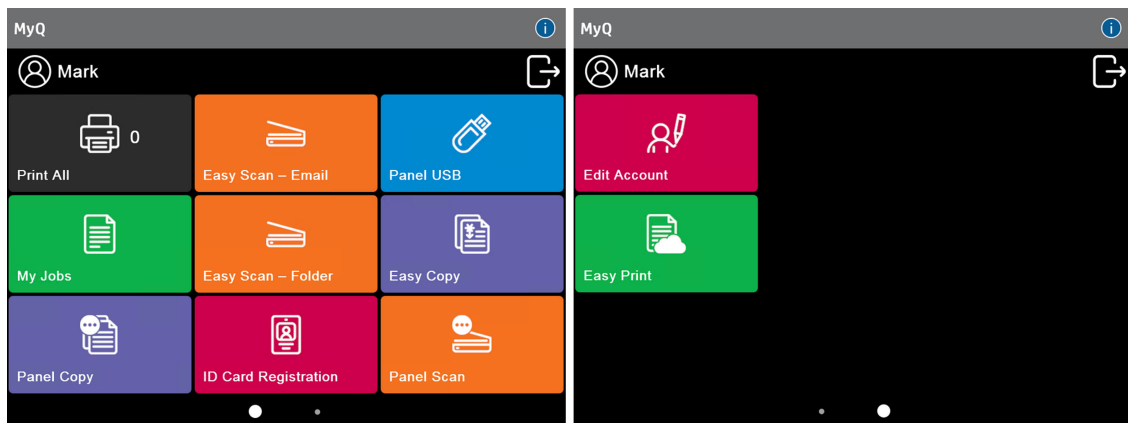 MyQ
Mark
0
Print All
Easy Scan – Email
Panel USB
My Jobs
Easy Scan – Folder
Easy Copy
Panel Copy
ID Card Registration
Panel Scan
MyQ
Mark
Edit Account
Easy Print